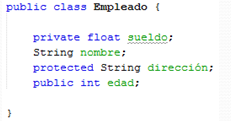 public class Empleado {
private float sueldo;
String nombre;
protected String dirección;
public int edad;
}